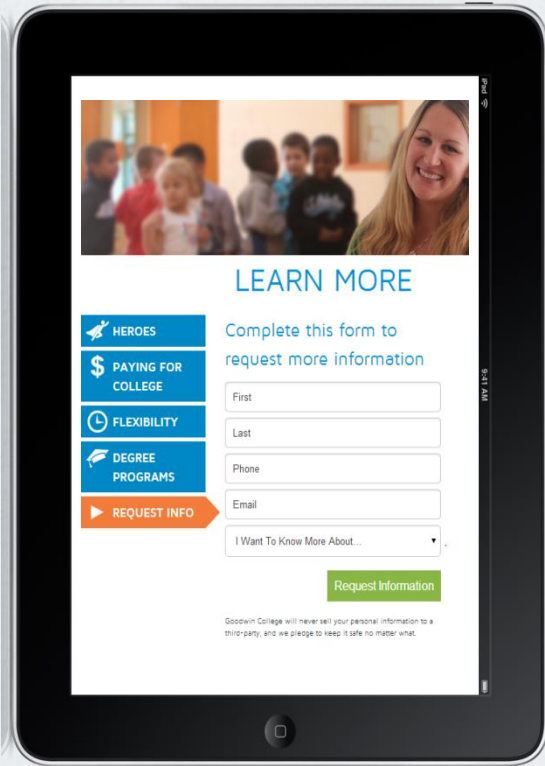 iPad
9:41 AM
LEARN MORE
HEROES
$ PAYING FOR
COLLEGE
FLEXIBILITY
DEGREE
PROGRAMS
REQUEST INFO
Complete this form to
request more information
First
Last
Phone
Email
I Want To Know More About...
.
Request Information
Goodwin College will never sell your personal information to a
third-party, and we pledge to keep it safe no matter what.